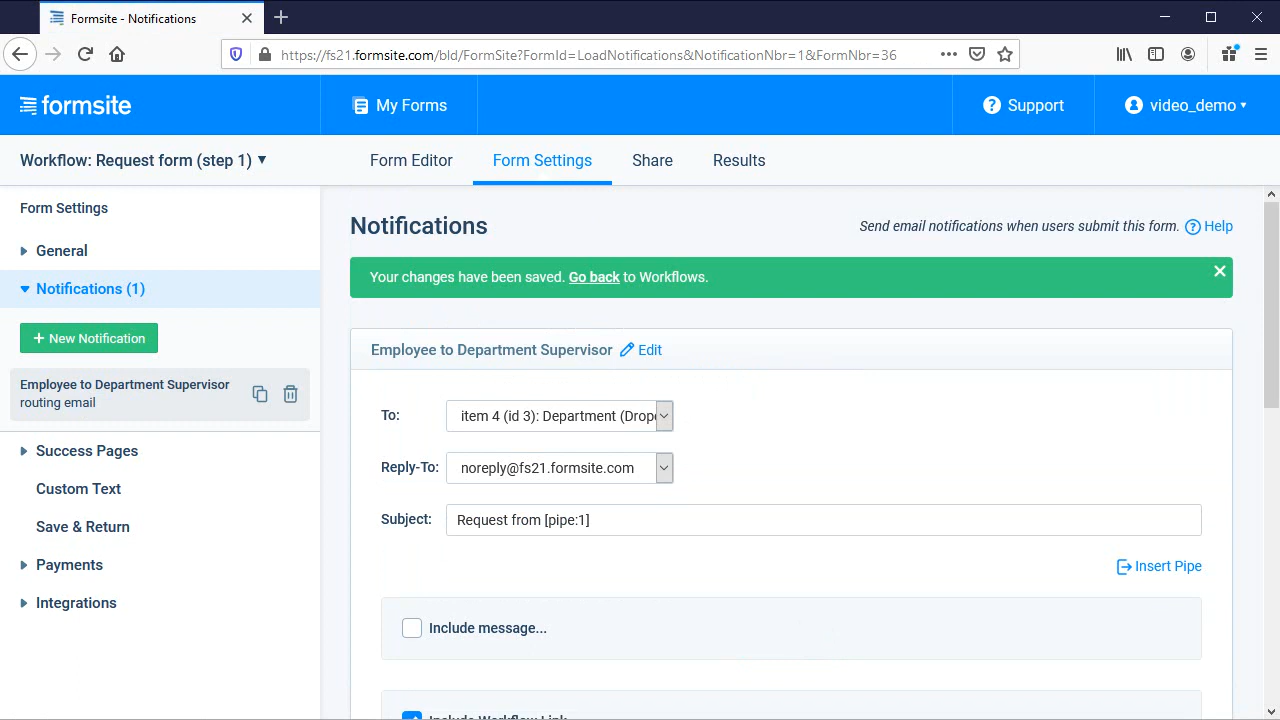 Formsite - Notifications
https://fs21.formsite.com/bld/FormSite?FormId=LoadNotifications&NotificationNbr=1&FormNbr=36
formsite
My Forms
Support
video_demo
Workflow: Request form (step 1)
Form Editor
Form Settings
Share
Results
Form Settings
General
Notifications (1)
+ New Notification
Employee to Department Supervisor
routing email
Success Pages
Custom Text
Save & Return
Payments
Integrations
Notifications
Send email notifications when users submit this form. Help
Your changes have been saved. Go back to Workflows.
Employee to Department Supervisor Edit
To: item 4 (id 3): Department (Drop
Reply-To: noreply@fs21.formsite.com
Subject: Request from [pipe:1]
Insert Pipe
Include message...
Include Workflow Link